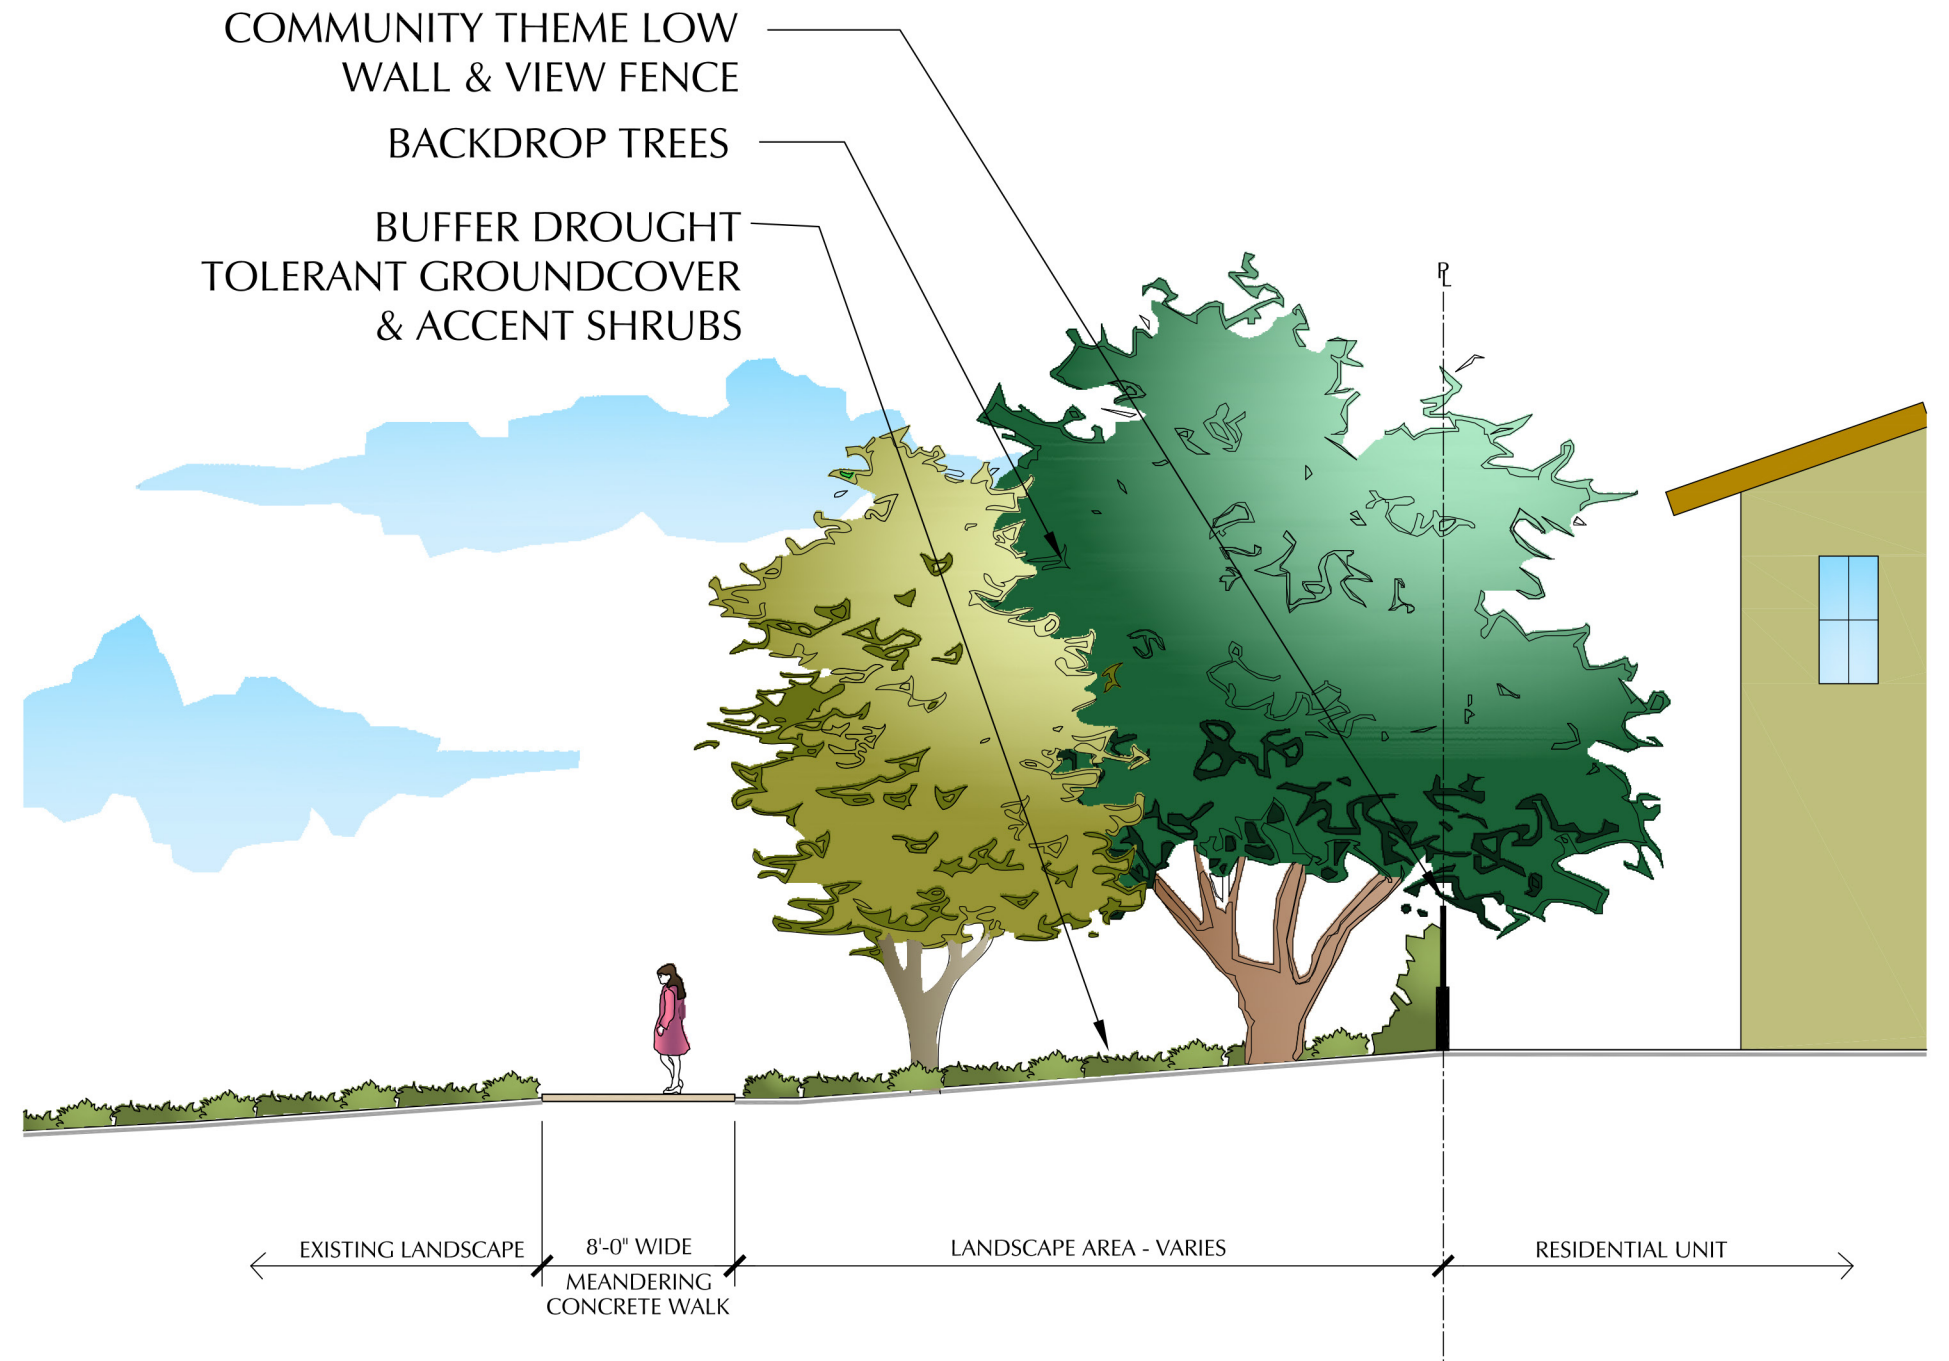 COMMUNITY THEME LOW
WALL & VIEW FENCE
BACKDROP TREES
BUFFER DROUGHT
TOLERANT GROUNDCOVER
& ACCENT SHRUBS
PL
EXISTING LANDSCAPE
8'-0" WIDE
MEANDERING
CONCRETE WALK
LANDSCAPE AREA - VARIES
RESIDENTIAL UNIT